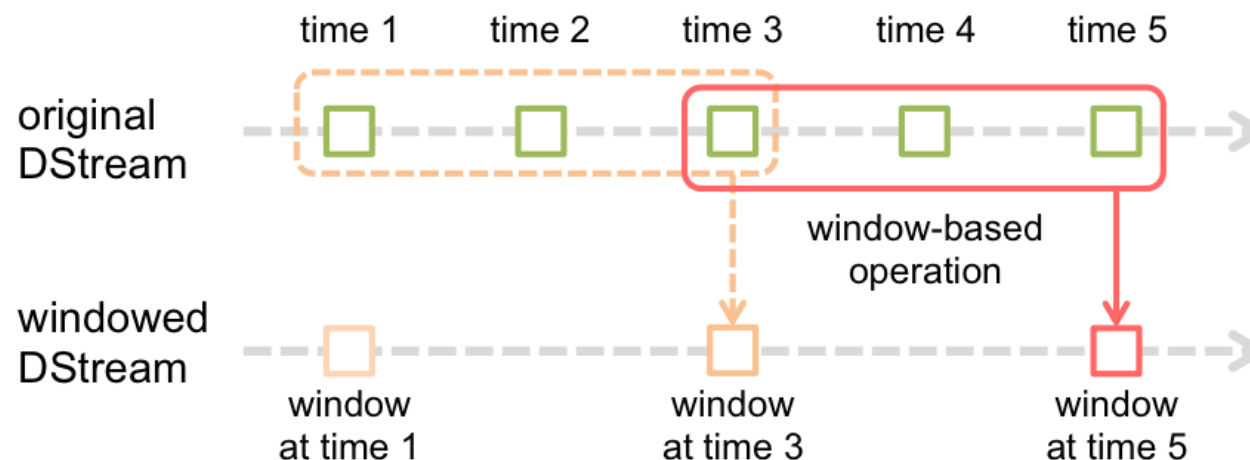 time 1 time 2 time 3 time 4 time 5
original
DStream
window-based
operation
windowed
DStream
window
at time 1
window
at time 3
window
at time 5